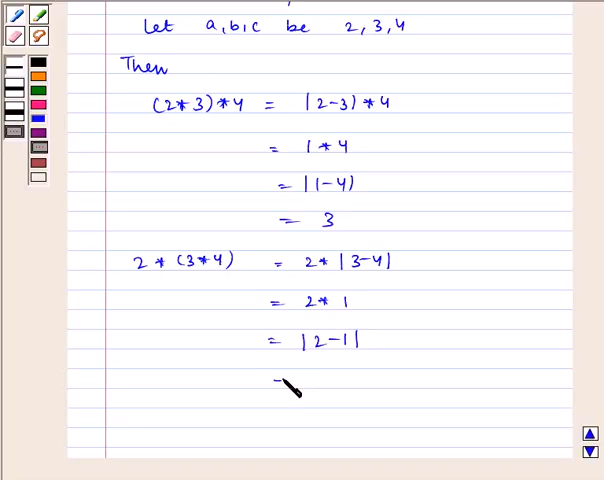 Let a,b,c be 2,3,4
Then
(2*3)*4 = |2-3|*4
= 1*4
= |1-4|
= 3
2*(3*4) = 2*|3-4|
= 2*1
= |2-1|